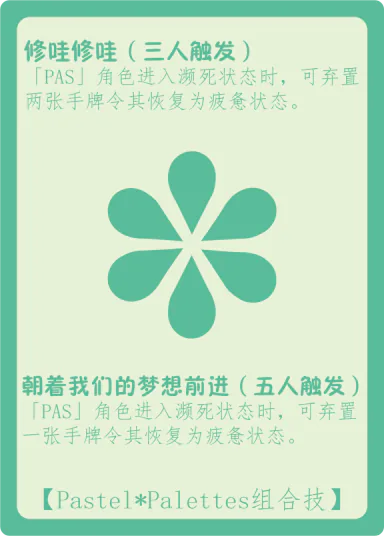 修哇修哇（三人触发）
「PAS」角色进入濒死状态时，可弃置
两张手牌令其恢复为疲惫状态。
朝着我们的梦想前进（五人触发）
「PAS」角色进入濒死状态时，可弃置
一张手牌令其恢复为疲惫状态。
【Pastel*Palettes组合技】